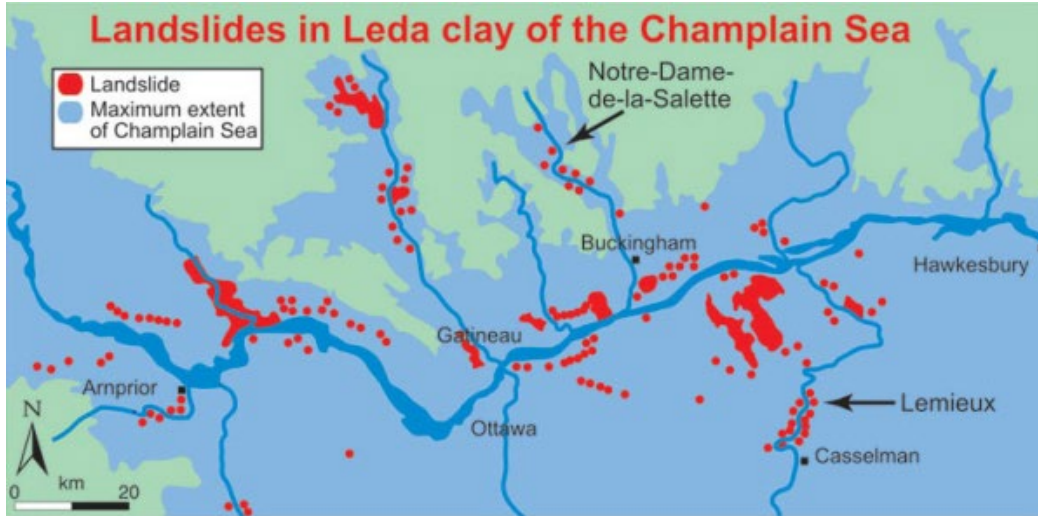 Landslides in Leda clay of the Champlain Sea
Landslide
Maximum extent
of Champlain Sea
Notre-Dame-
de-la-Salette
Buckingham
Hawkesbury
Gatineau
Arnprior
Lemieux
N
Ottawa
Casselman
km
0 20